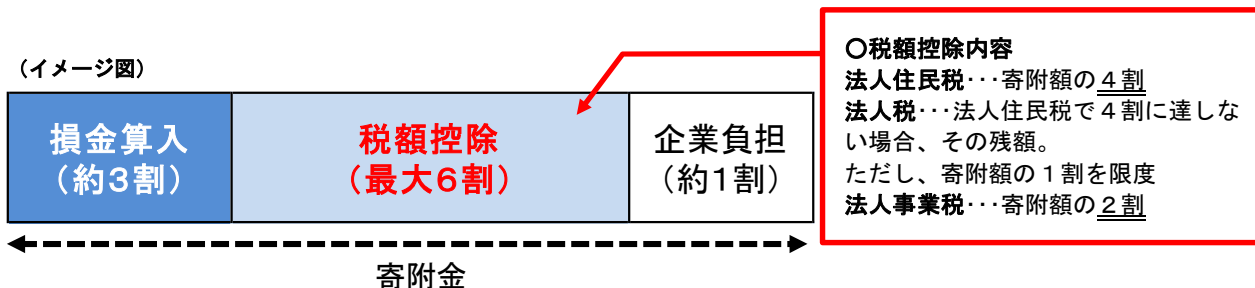 （イメージ図）
損金算入
（約３割）
税額控除
（最大６割）
企業負担
（約１割）
寄附金
〇税額控除内容
法人住民税･･･寄附額の４割
法人税･･･法人住民税で４割に達しな
い場合、その残額。
ただし、寄附額の１割を限度
法人事業税･･･寄附額の２割